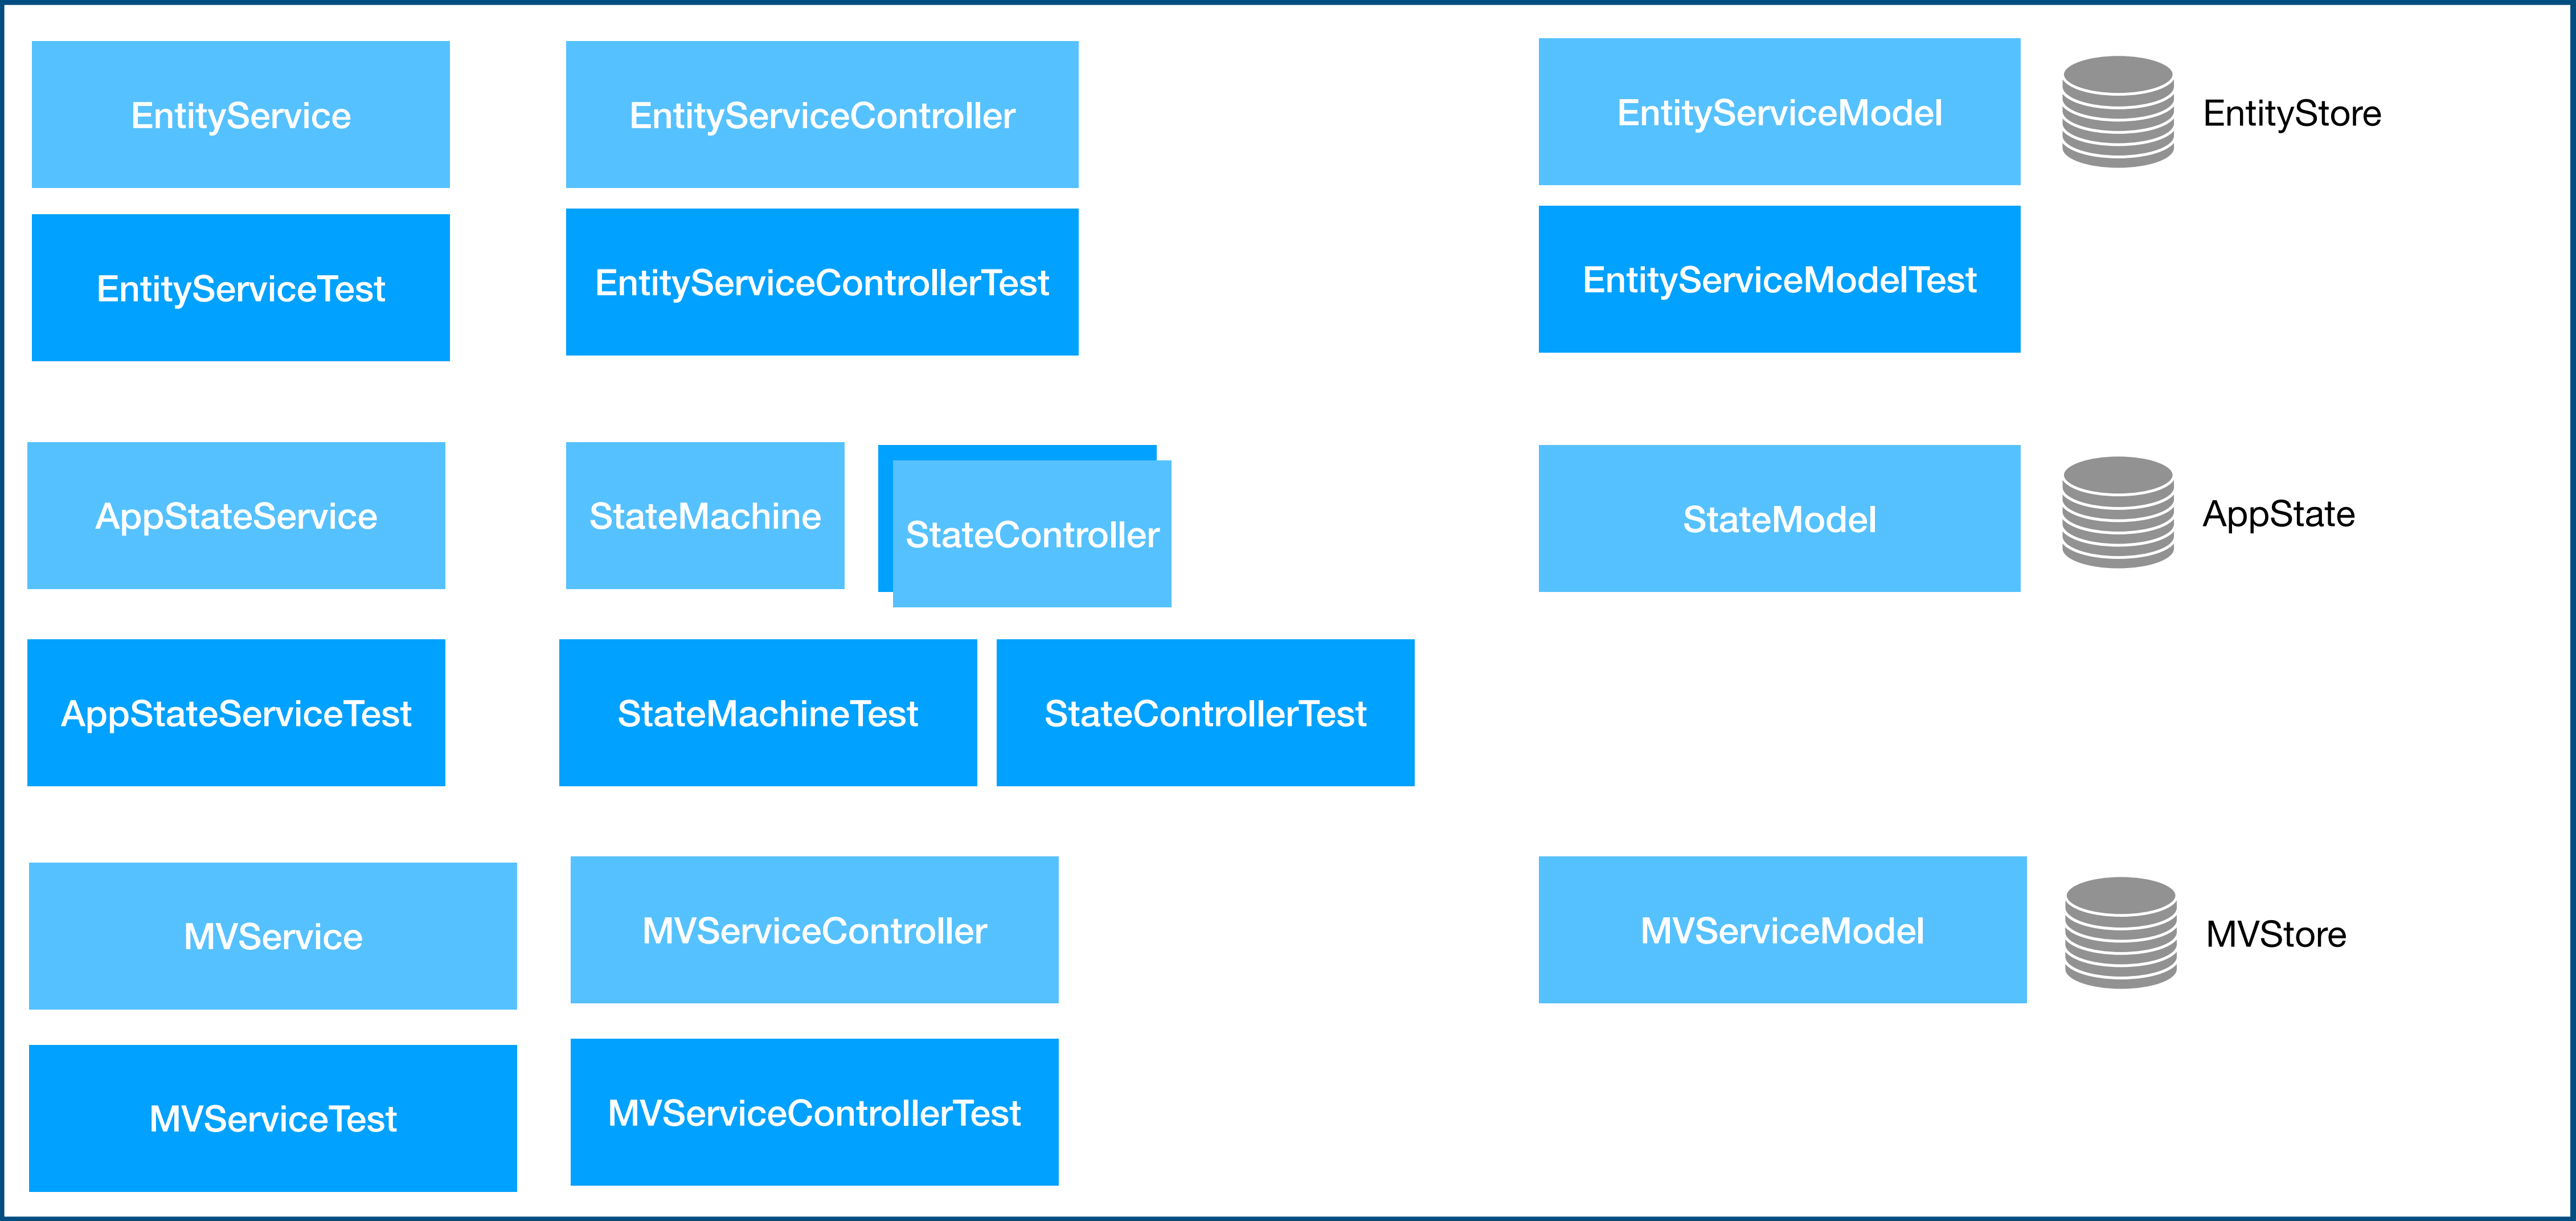 EntityService
EntityServiceController
EntityServiceModel
EntityStore
EntityServiceTest
EntityServiceControllerTest
EntityServiceModelTest
AppStateService
StateMachine
StateController
StateModel
AppState
AppStateServiceTest
StateMachineTest
StateControllerTest
MVService
MVServiceController
MVServiceModel
MVStore
MVServiceTest
MVServiceControllerTest